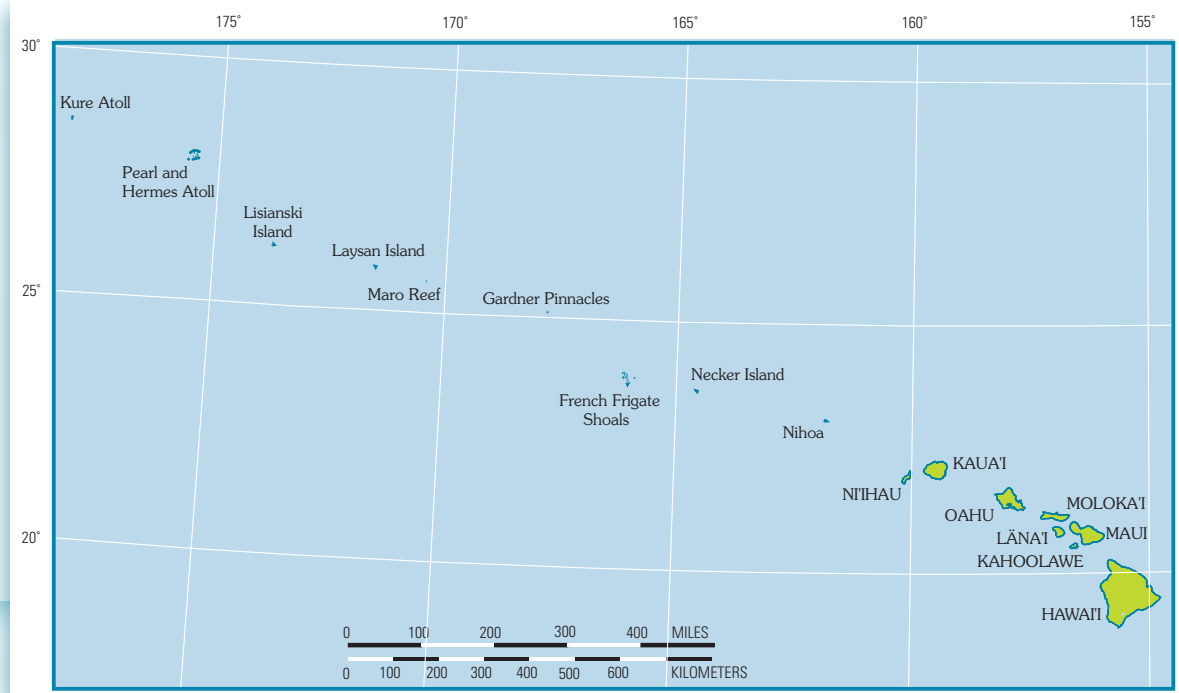 175˚ 170˚ 165˚ 160˚ 155˚
30˚
Kure Atoll
Pearl and
Hermes Atoll
Lisianski
Island
Laysan Island
Maro Reef
Gardner Pinnacles
25˚
French Frigate
Shoals
Necker Island
Nihoa
NI'IHAU
KAUA'I
OAHU
MOLOKA'I
LÄNA'I
MAUI
KAHOOLAWE
20˚
HAWAI'I
0 100 200 300 400 MILES
0 100 200 300 400 500 600 KILOMETERS